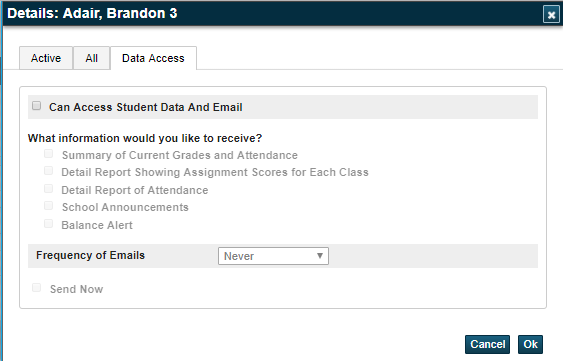 Details: Adair, Brandon 3
Active All Data Access
Can Access Student Data And Email
What information would you like to receive?
Summary of Current Grades and Attendance
Detail Report Showing Assignment Scores for Each Class
Detail Report of Attendance
School Announcements
Balance Alert
Frequency of Emails Never
Send Now
Cancel Ok